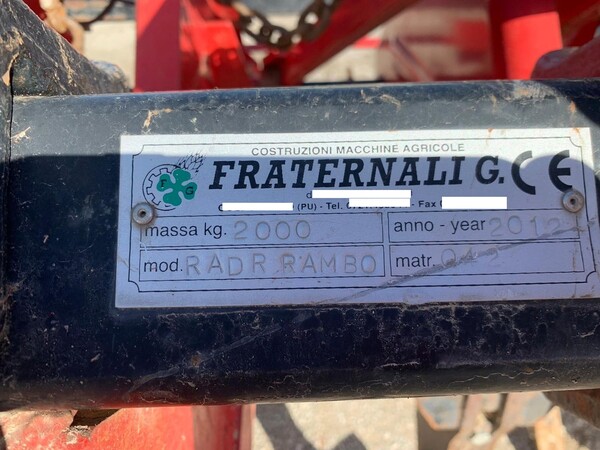 COSTRUZIONI MACCHINE AGRICOLE
F G FRATERNALI G. CE
(PU) - Tel. - Fax
massa kg. 2000 anno - year 2012
mod. RADR RAMBO matr.